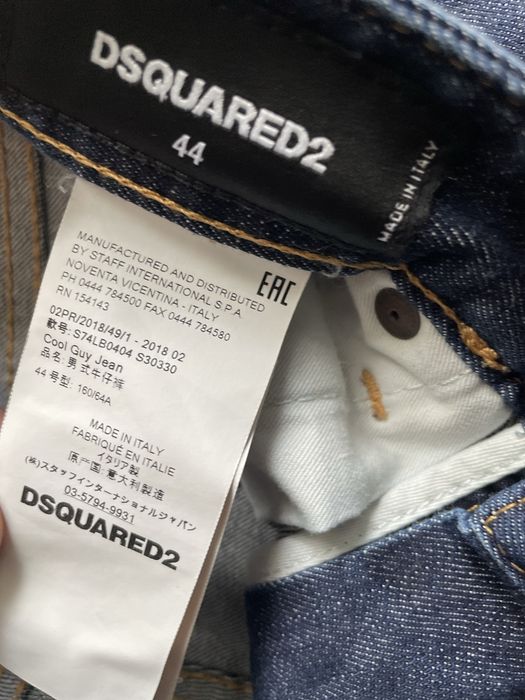 DSQUARED2
44
MADE IN ITALY
MANUFACTURED AND DISTRIBUTED
BY STAFF INTERNATIONAL S.P.A.
NOVENTA VICENTINA - ITALY
PH 0444 784500 FAX 0444 784580
RN 154143
EAC
02PR/2018/49/1 - 2018 02
款号: S74LB0404 S30330
Cool Guy Jean
品名: 男式牛仔裤
44 号型: 160/64A
MADE IN ITALY
FABRIQUÉ EN ITALIE
イタリア製
原产国: 意大利製造
(株)スタッフインターナショナルジャパン
03-5794-9931
DSQUARED2